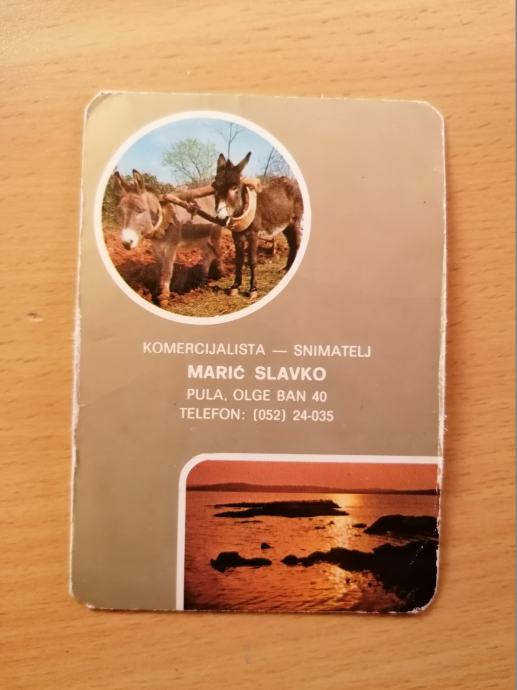 KOMERCIJALISTA — SNIMATELJ
MARIĆ SLAVKO
PULA, OLGE BAN 40
TELEFON: (052) 24-035